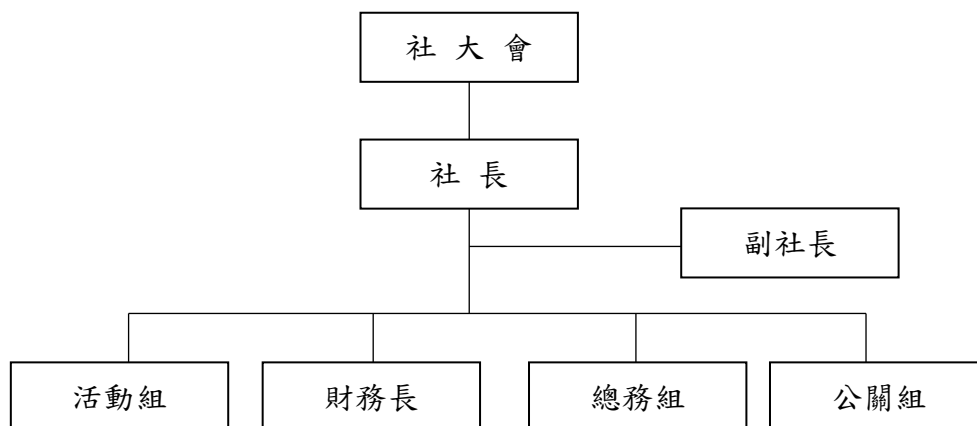 社 大 會
社 長
副社長
活動組
財務長
總務組
公關組